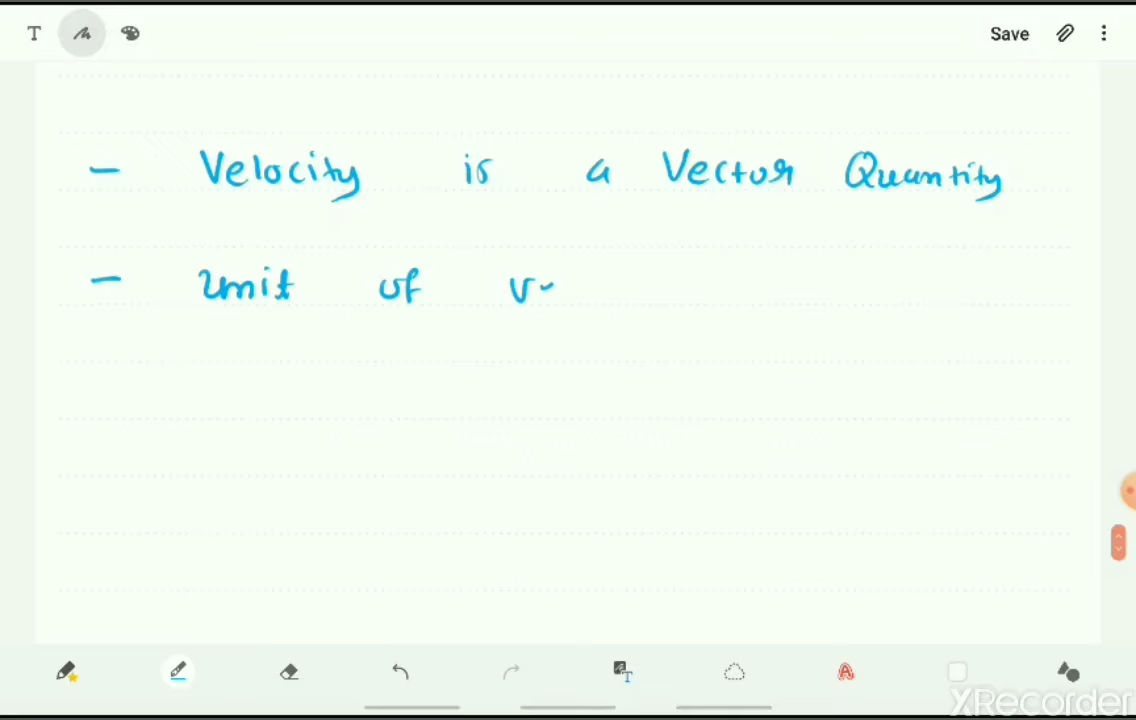 T Save
- Velocity is a Vector Quantity
- Unit of v
A T A
XRecorder